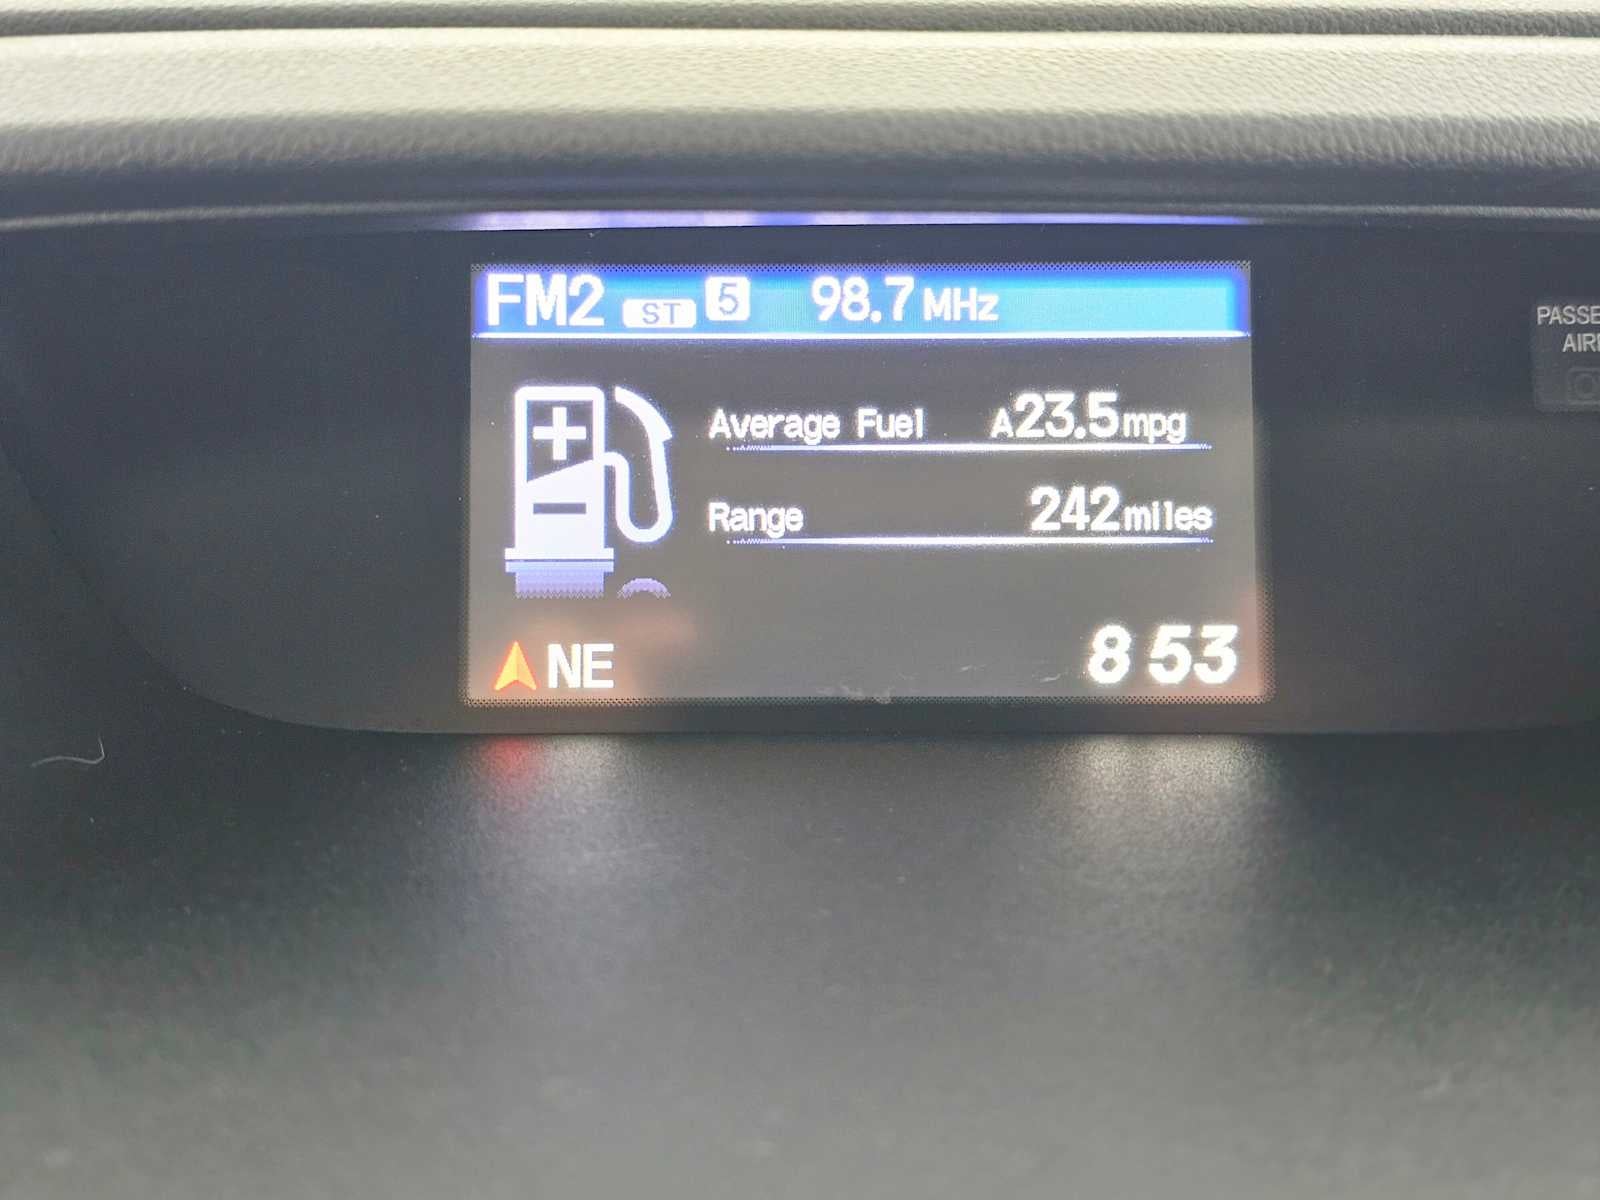 FM2 ST 5 98.7 MHz
PASSE
AIR
Average Fuel A23.5mpg
Range 242miles
NE 8 53